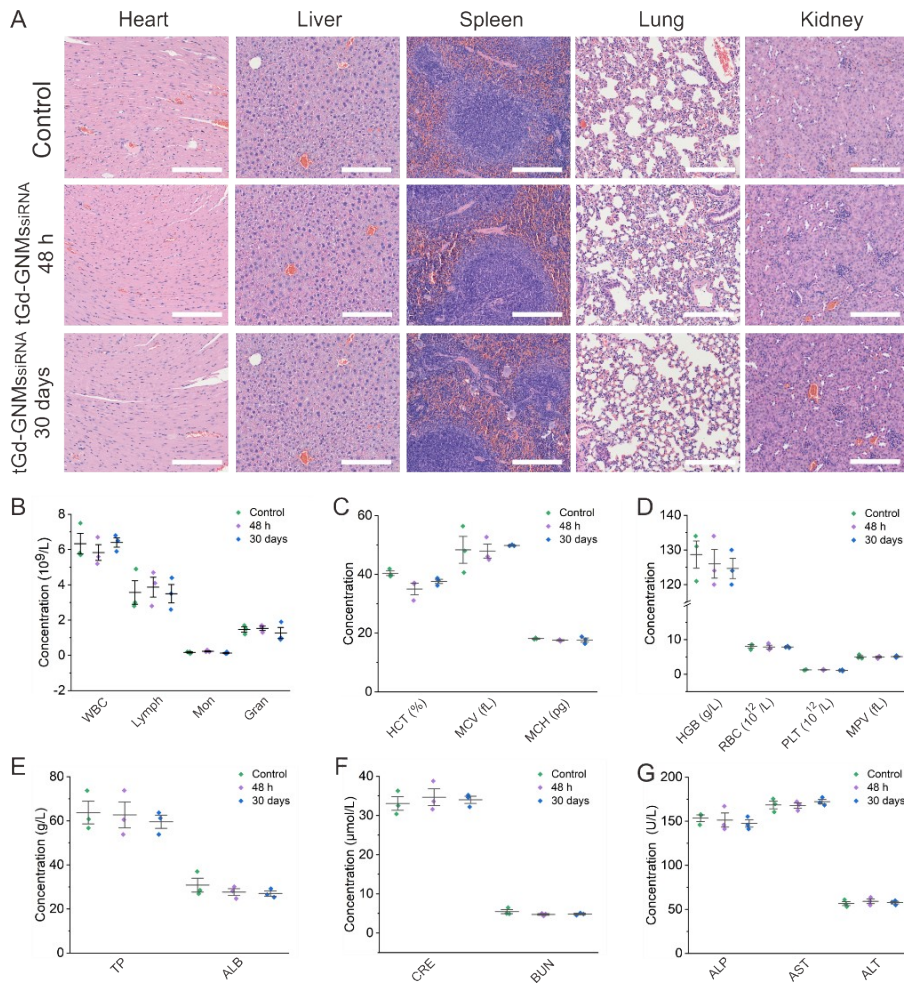 A
Heart Liver Spleen Lung Kidney
Control
tGd-GNMSsiRNA
48 h
tGd-GNMSsiRNA
30 days
B
Control
48 h
30 days
Concentration (10⁹/L)
8
6
4
2
0
-2
WBC Lymph Mon Gran
C
Control
48 h
30 days
Concentration
60
40
20
0
HCT (%) MCV (fL) MCH (pg)
D
Control
48 h
30 days
Concentration
140
130
120
10
0
HGB (g/L) RBC (10¹²/L) PLT (10¹²/L) MPV (fL)
E
Control
48 h
30 days
Concentration (g/L)
80
60
40
20
0
TP ALB
F
Control
48 h
30 days
Concentration (μmol/L)
40
30
20
10
0
CRE BUN
G
Control
48 h
30 days
Concentration (U/L)
200
150
100
50
0
ALP AST ALT